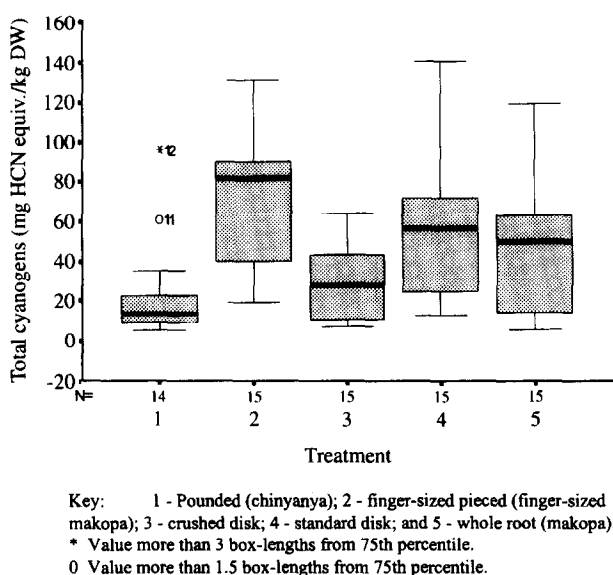 Total cyanogens (mg HCN equiv./kg DW)
160
140
120
100
80
60
40
20
0
-20
*12
O11
N= 14 15 15 15 15
1 2 3 4 5
Treatment
Key: 1 - Pounded (chinyanya); 2 - finger-sized pieced (finger-sized
makopa); 3 - crushed disk; 4 - standard disk; and 5 - whole root (makopa)
* Value more than 3 box-lengths from 75th percentile.
0 Value more than 1.5 box-lengths from 75th percentile.